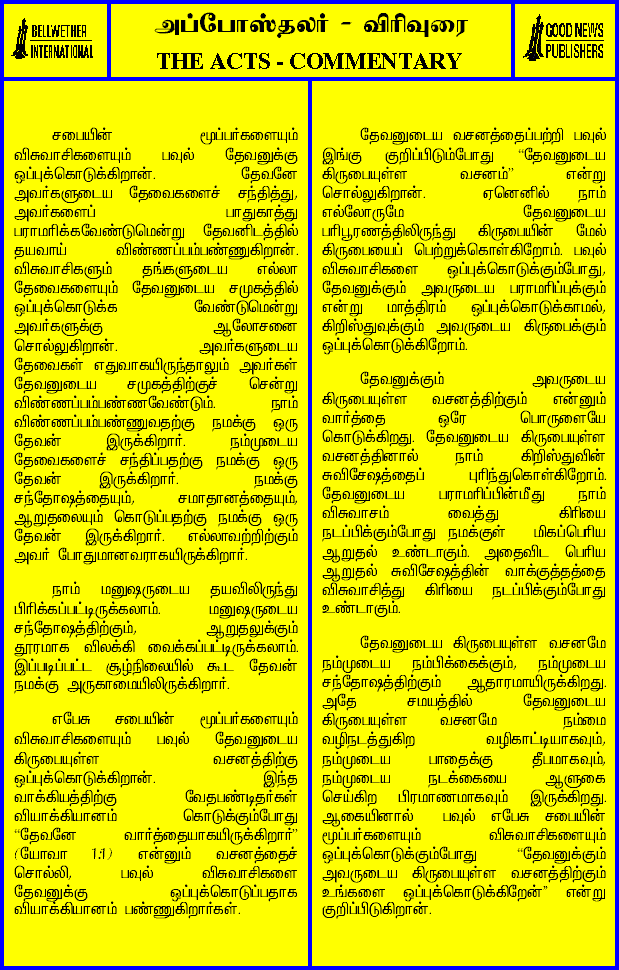 BELLWETHER
INTERNATIONAL
அப்போஸ்தலர் - விரிவுரை
THE ACTS - COMMENTARY
GOOD NEWS
PUBLISHERS
சபையின் மூப்பர்களையும்
விசுவாசிகளையும் பவுல் தேவனுக்கு
ஒப்புக்கொடுக்கிறான். தேவனே
அவர்களுடைய தேவைகளைச் சந்தித்து,
அவர்களைப் பாதுகாத்து
பராமரிக்கவேண்டுமென்று தேவனிடத்தில்
தயவாய் விண்ணப்பம்பண்ணுகிறான்.
விசுவாசிகளும் தங்களுடைய எல்லா
தேவைகளையும் தேவனுடைய சமுகத்தில்
ஒப்புக்கொடுக்க வேண்டுமென்று
அவர்களுக்கு ஆலோசனை
சொல்லுகிறான். அவர்களுடைய
தேவைகள் எதுவாகயிருந்தாலும் அவர்கள்
தேவனுடைய சமுகத்திற்குச் சென்று
விண்ணப்பம்பண்ணவேண்டும். நாம்
விண்ணப்பம்பண்ணுவதற்கு நமக்கு ஒரு
தேவன் இருக்கிறார். நம்முடைய
தேவைகளைச் சந்திப்பதற்கு நமக்கு ஒரு
தேவன் இருக்கிறார். நமக்கு
சந்தோஷத்தையும், சமாதானத்தையும்,
ஆறுதலையும் கொடுப்பதற்கு நமக்கு ஒரு
தேவன் இருக்கிறார். எல்லாவற்றிற்கும்
அவர் போதுமானவராகயிருக்கிறார்.
நாம் மனுஷருடைய தயவிலிருந்து
பிரிக்கப்பட்டிருக்கலாம். மனுஷருடைய
சந்தோஷத்திற்கும், ஆறுதலுக்கும்
தூரமாக விலக்கி வைக்கப்பட்டிருக்கலாம்.
இப்படிப்பட்ட சூழ்நிலையில் கூட தேவன்
நமக்கு அருகாமையிலிருக்கிறார்.
எபேசு சபையின் மூப்பர்களையும்
விசுவாசிகளையும் பவுல் தேவனுடைய
கிருபையுள்ள வசனத்திற்கு
ஒப்புக்கொடுக்கிறான். இந்த
வாக்கியத்திற்கு வேதபண்டிதர்கள்
வியாக்கியானம் கொடுக்கும்போது
“தேவனே வார்த்தையாகயிருக்கிறார்”
(யோவா 1:1) என்னும் வசனத்தைச்
சொல்லி, பவுல் விசுவாசிகளை
தேவனுக்கு ஒப்புக்கொடுப்பதாக
வியாக்கியானம் பண்ணுகிறார்கள்.
தேவனுடைய வசனத்தைப்பற்றி பவுல்
இங்கு குறிப்பிடும்போது “தேவனுடைய
கிருபையுள்ள வசனம்” என்று
சொல்லுகிறான். ஏனெனில் நாம்
எல்லோருமே தேவனுடைய
பரிபூரணத்திலிருந்து கிருபையின் மேல்
கிருபையைப் பெற்றுக்கொள்கிறோம். பவுல்
விசுவாசிகளை ஒப்புக்கொடுக்கும்போது,
தேவனுக்கும் அவருடைய பராமரிப்புக்கும்
என்று மாத்திரம் ஒப்புக்கொடுக்காமல்,
கிறிஸ்துவுக்கும் அவருடைய கிருபைக்கும்
ஒப்புக்கொடுக்கிறோம்.
தேவனுக்கும் அவருடைய
கிருபையுள்ள வசனத்திற்கும் என்னும்
வார்த்தை ஒரே பொருளையே
கொடுக்கிறது. தேவனுடைய கிருபையுள்ள
வசனத்தினால் நாம் கிறிஸ்துவின்
சுவிசேஷத்தைப் புரிந்துகொள்கிறோம்.
தேவனுடைய பராமரிப்பின்மீது நாம்
விசுவாசம் வைத்து கிரியை
நடப்பிக்கும்போது நமக்குள் மிகப்பெரிய
ஆறுதல் உண்டாகும். அதைவிட பெரிய
ஆறுதல் சுவிசேஷத்தின் வாக்குத்தத்தை
விசுவாசித்து கிரியை நடப்பிக்கும்போது
உண்டாகும்.
தேவனுடைய கிருபையுள்ள வசனமே
நம்முடைய நம்பிக்கைக்கும், நம்முடைய
சந்தோஷத்திற்கும் ஆதாரமாயிருக்கிறது.
அதே சமயத்தில் தேவனுடைய
கிருபையுள்ள வசனமே நம்மை
வழிநடத்துகிற வழிகாட்டியாகவும்,
நம்முடைய பாதைக்கு தீபமாகவும்,
நம்முடைய நடக்கையை ஆளுகை
செய்கிற பிரமாணமாகவும் இருக்கிறது.
ஆகையினால் பவுல் எபேசு சபையின்
மூப்பர்களையும் விசுவாசிகளையும்
ஒப்புக்கொடுக்கும்போது “தேவனுக்கும்
அவருடைய கிருபையுள்ள வசனத்திற்கும்
உங்களை ஒப்புக்கொடுக்கிறேன்” என்று
குறிப்பிடுகிறான்.